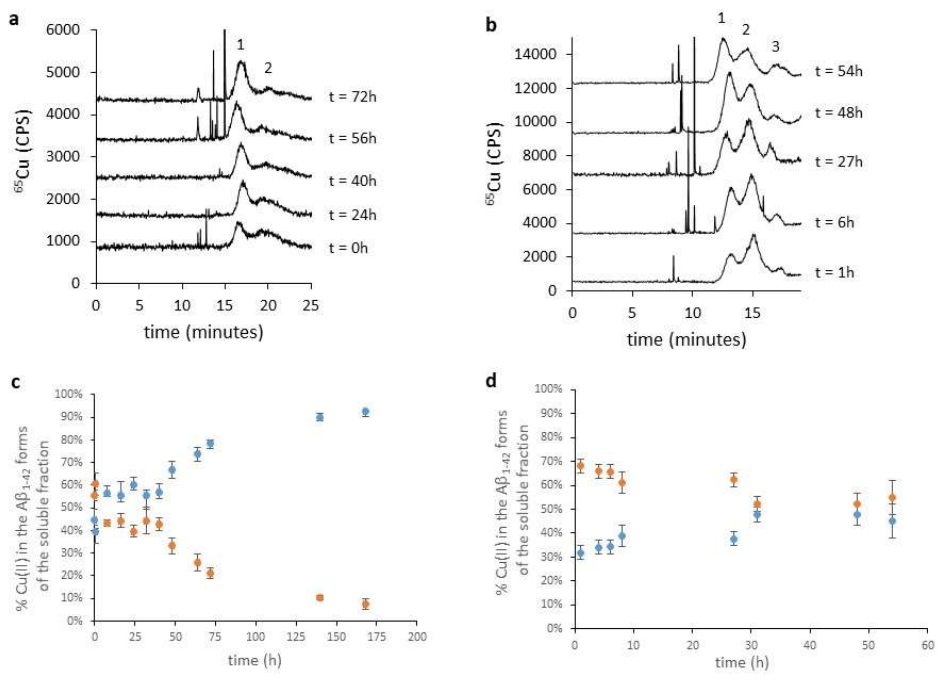 a
6000
5000
4000
3000
2000
1000
0
⁶⁵Cu (CPS)
1
2
t = 72h
t = 56h
t = 40h
t = 24h
t = 0h
0 5 10 15 20 25
time (minutes)
b
14000
12000
10000
8000
6000
4000
2000
0
⁶⁵Cu (CPS)
1
2
3
t = 54h
t = 48h
t = 27h
t = 6h
t = 1h
0 5 10 15
time (minutes)
c
100%
90%
80%
70%
60%
50%
40%
30%
20%
10%
0%
% Cu(II) in the Aβ₁₋₄₂ forms
of the soluble fraction
0 25 50 75 100 125 150 175 200
time (h)
d
100%
90%
80%
70%
60%
50%
40%
30%
20%
10%
0%
% Cu(II) in the Aβ₁₋₄₂ forms
of the soluble fraction
0 10 20 30 40 50 60
time (h)